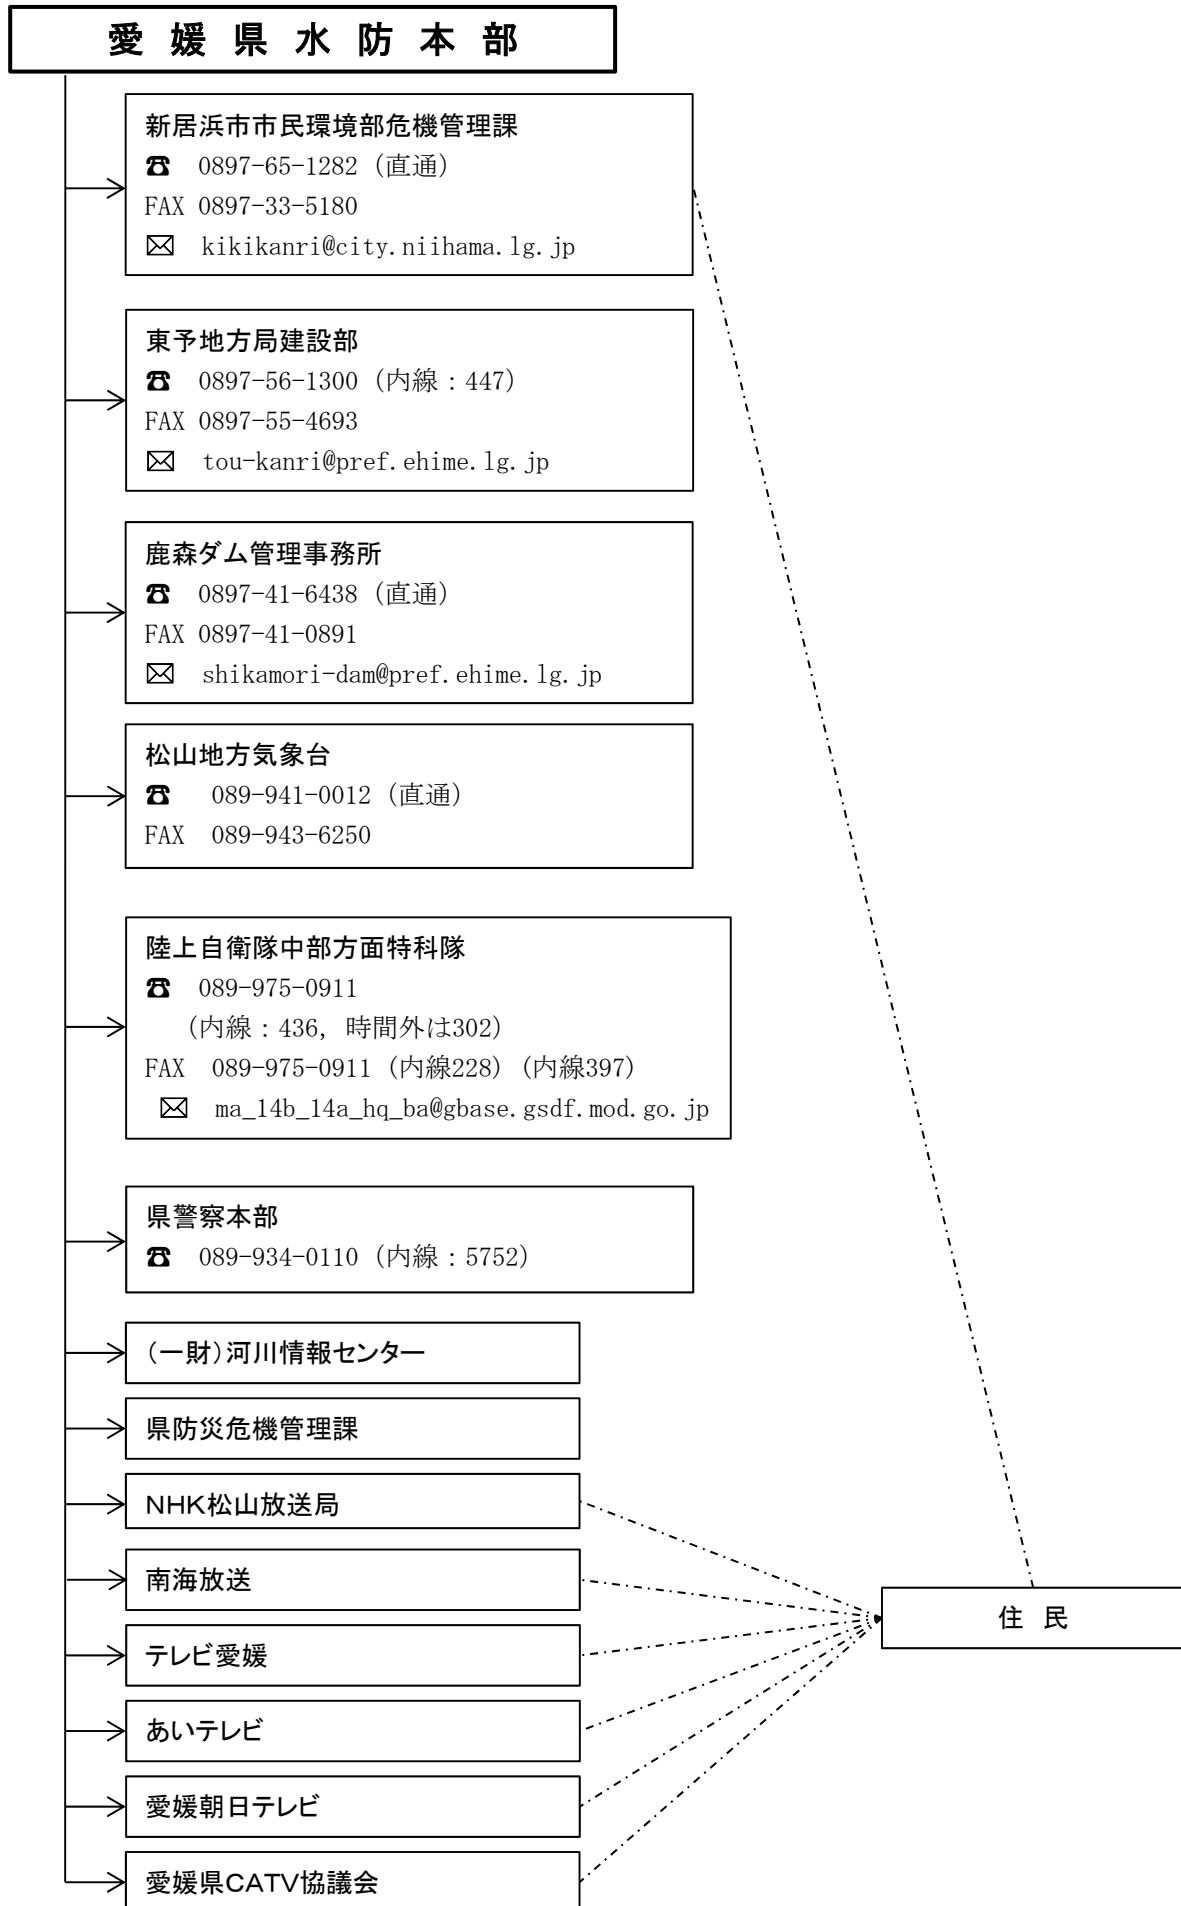 愛媛県水防本部
新居浜市市民環境部危機管理課
☎ 0897-65-1282（直通）
FAX 0897-33-5180
✉ kikikanri@city.niihama.lg.jp
東予地方局建設部
☎ 0897-56-1300（内線：447）
FAX 0897-55-4693
✉ tou-kanri@pref.ehime.lg.jp
鹿森ダム管理事務所
☎ 0897-41-6438（直通）
FAX 0897-41-0891
✉ shikamori-dam@pref.ehime.lg.jp
松山地方気象台
☎ 089-941-0012（直通）
FAX 089-943-6250
陸上自衛隊中部方面特科隊
☎ 089-975-0911
（内線：436，時間外は302）
FAX 089-975-0911（内線228）（内線397）
✉ ma_14b_14a_hq_ba@gbase.gsdf.mod.go.jp
県警察本部
☎ 089-934-0110（内線：5752）
（一財）河川情報センター
県防災危機管理課
NHK松山放送局
南海放送
住民
テレビ愛媛
あいテレビ
愛媛朝日テレビ
愛媛県CATV協議会